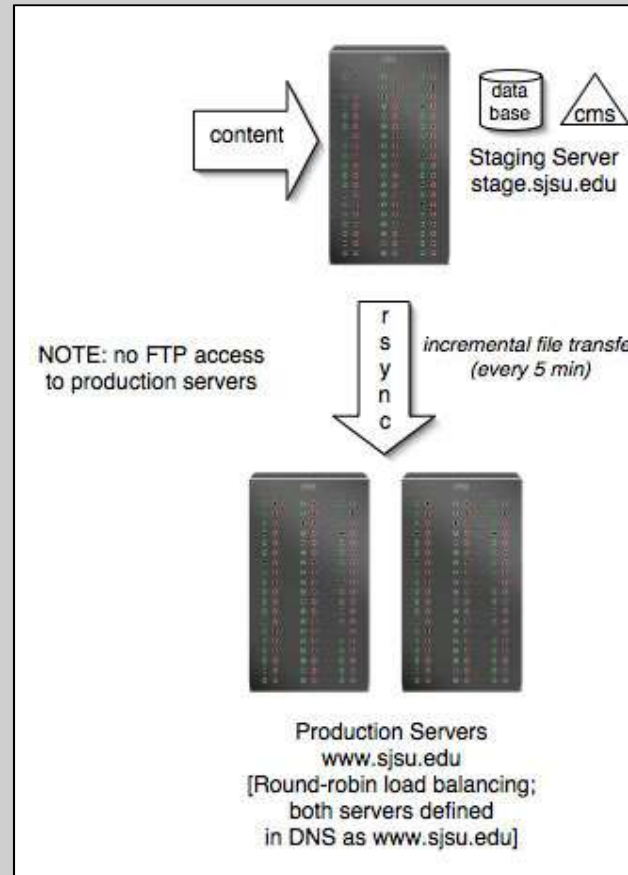 data
base
cms
content
Staging Server
stage.sjsu.edu
r
s
y
n
c
incremental file transfe
(every 5 min)
NOTE: no FTP access
to production servers
Production Servers
www.sjsu.edu
[Round-robin load balancing;
both servers defined
in DNS as www.sjsu.edu]